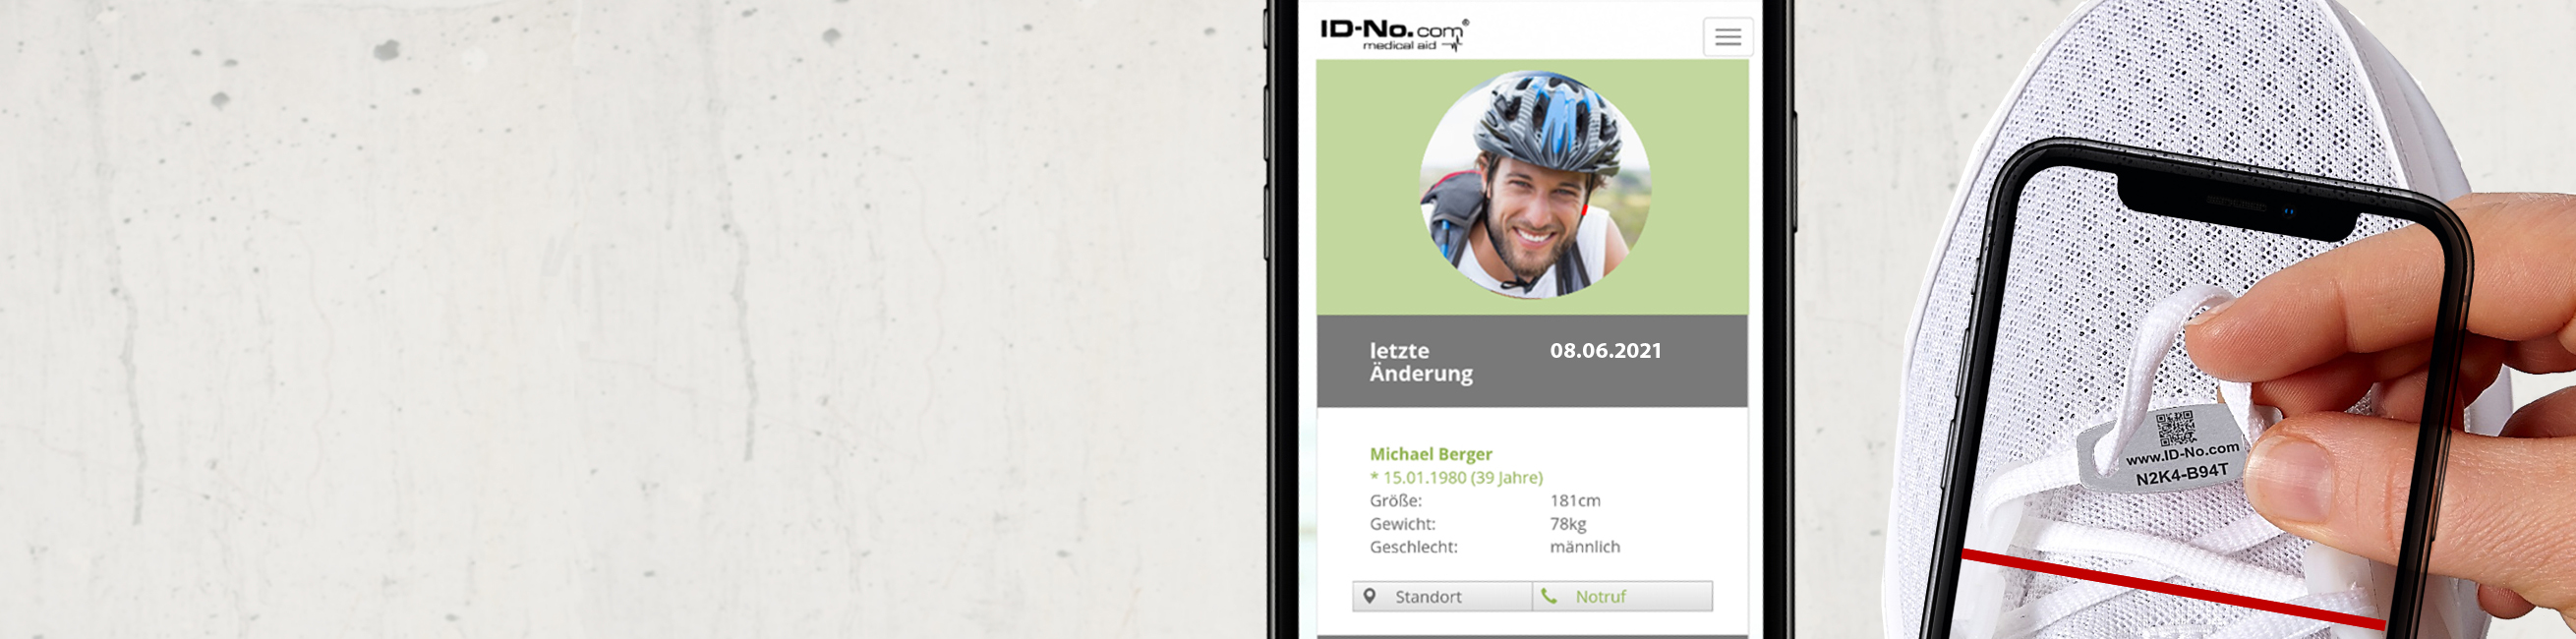 ID-No.com®
medical aid
letzte Änderung 08.06.2021
Michael Berger
* 15.01.1980 (39 Jahre)
Größe: 181cm
Gewicht: 78kg
Geschlecht: männlich
Standort Notruf
www.ID-No.com
N2K4-B94T